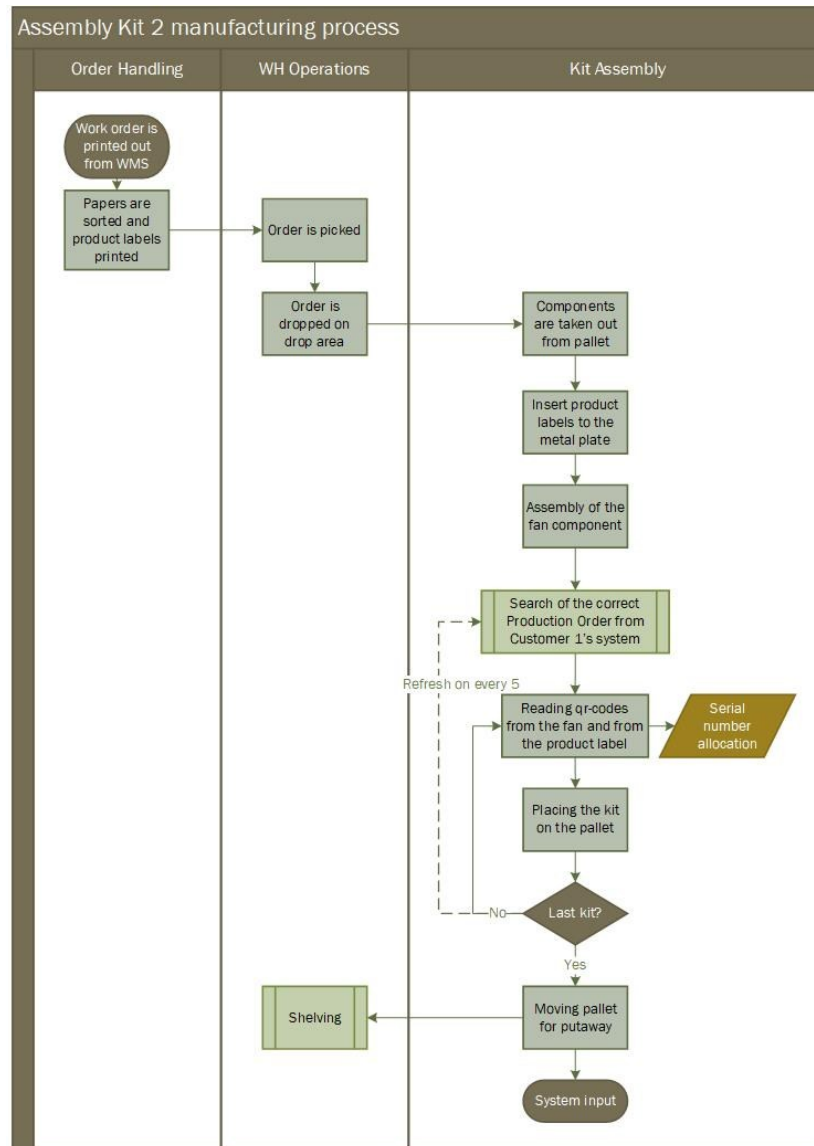 Assembly Kit 2 manufacturing process
Order Handling
WH Operations
Kit Assembly
Work order is
printed out
from WMS
Papers are
sorted and
product labels
printed
Order is picked
Order is
dropped on
drop area
Components
are taken out
from pallet
Insert product
labels to the
metal plate
Assembly of the
fan component
Search of the correct
Production Order from
Customer 1's system
Refresh on every 5
Reading qr-codes
from the fan and from
the product label
Serial
number
allocation
Placing the kit
on the pallet
Last kit?
No
Yes
Moving pallet
for putaway
Shelving
System input